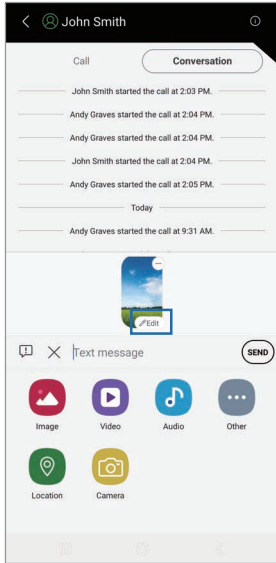 John Smith
Call
Conversation
John Smith started the call at 2:03 PM.
Andy Graves started the call at 2:04 PM.
Andy Graves started the call at 2:04 PM.
John Smith started the call at 2:04 PM.
Andy Graves started the call at 2:05 PM.
Today
Andy Graves started the call at 9:31 AM.
Edit
Text message
SEND
Image
Video
Audio
Other
Location
Camera